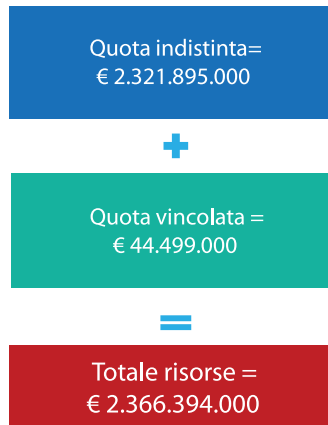 Quota indistinta=
€ 2.321.895.000
+
Quota vincolata =
€ 44.499.000
=
Totale risorse =
€ 2.366.394.000